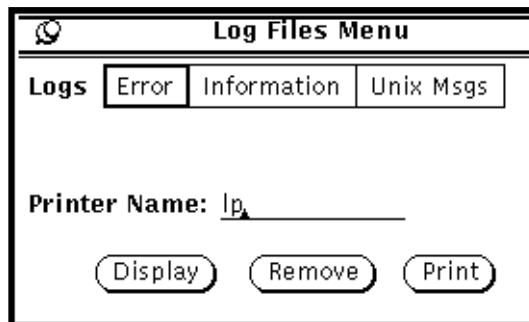 Log Files Menu
Logs Error Information Unix Msgs
Printer Name: lp
Display Remove Print